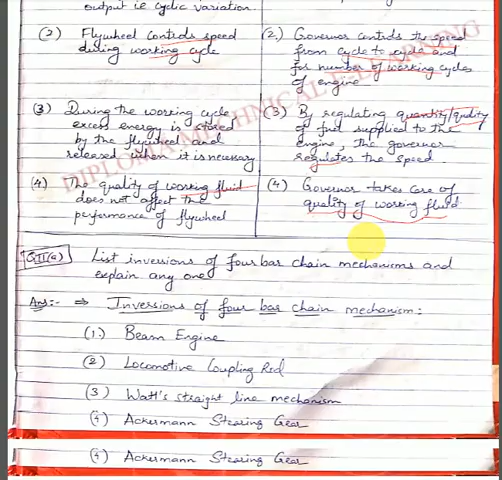 output i.e cyclic variation.
(2) Flywheel controls speed
during working cycle
(2.) Governor controls the speed
from cycle to cycle and
for number of working cycles
of engine
(3) During the working cycle
excess energy is stored
by the flywheel and
released when it is necessary
(3) By regulating quantity/quality
of fuel supplied to the
engine, the governor
regulates the speed.
(4) The quality of working fluid
does not affect the
performance of flywheel
(4) Governor takes care of
quality of working fluid
Q.II(a) List inversions of four bar chain mechanisms and
explain any one
Ans:- ⇒ Inversions of four bar chain mechanism:
(1.) Beam Engine
(2) Locomotive Coupling Rod
(3) Watt's straight line mechanism
(4) Ackermann Stearing Gear
(4) Ackermann Stearing Gear